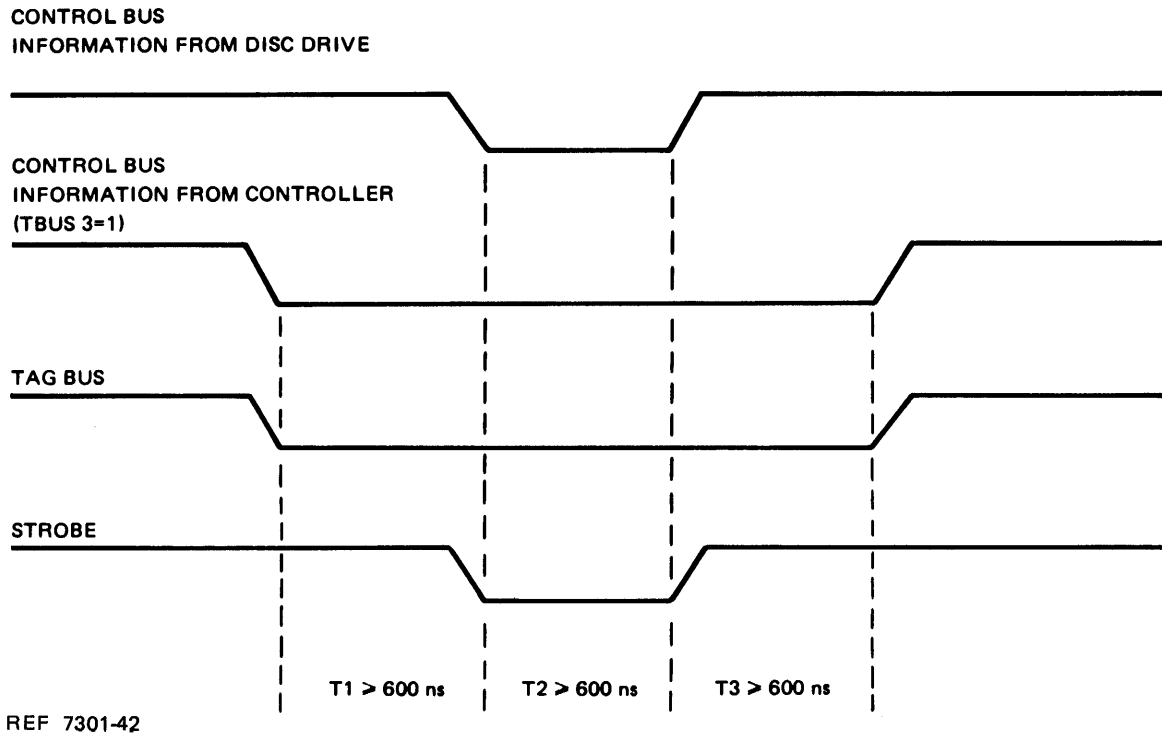 CONTROL BUS
INFORMATION FROM DISC DRIVE
CONTROL BUS
INFORMATION FROM CONTROLLER
(TBUS 3=1)
TAG BUS
STROBE
T1 ⩾ 600 ns T2 ⩾ 600 ns T3 ⩾ 600 ns
REF 7301-42